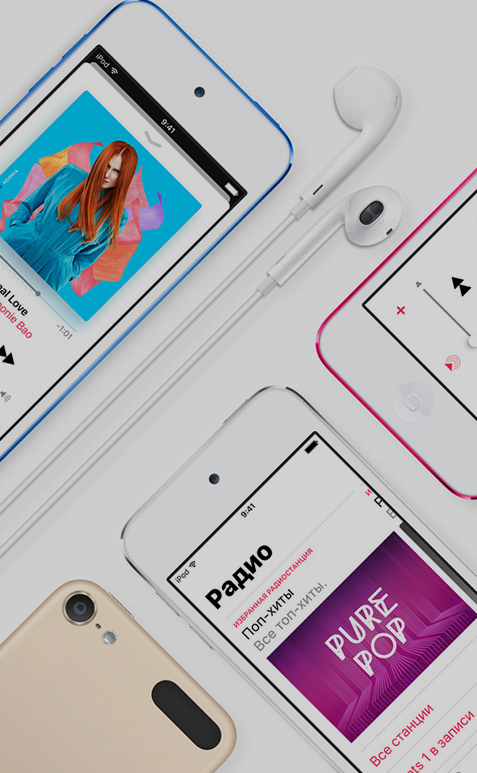 iPod
9:41
nal Love
onie Bao
-1:01
iPod
9:41
Радио
ИЗБРАННАЯ РАДИОСТАНЦИЯ
Поп-хиты
Все топ-хиты.
PURE
POP
Все станции
ats 1 в записи